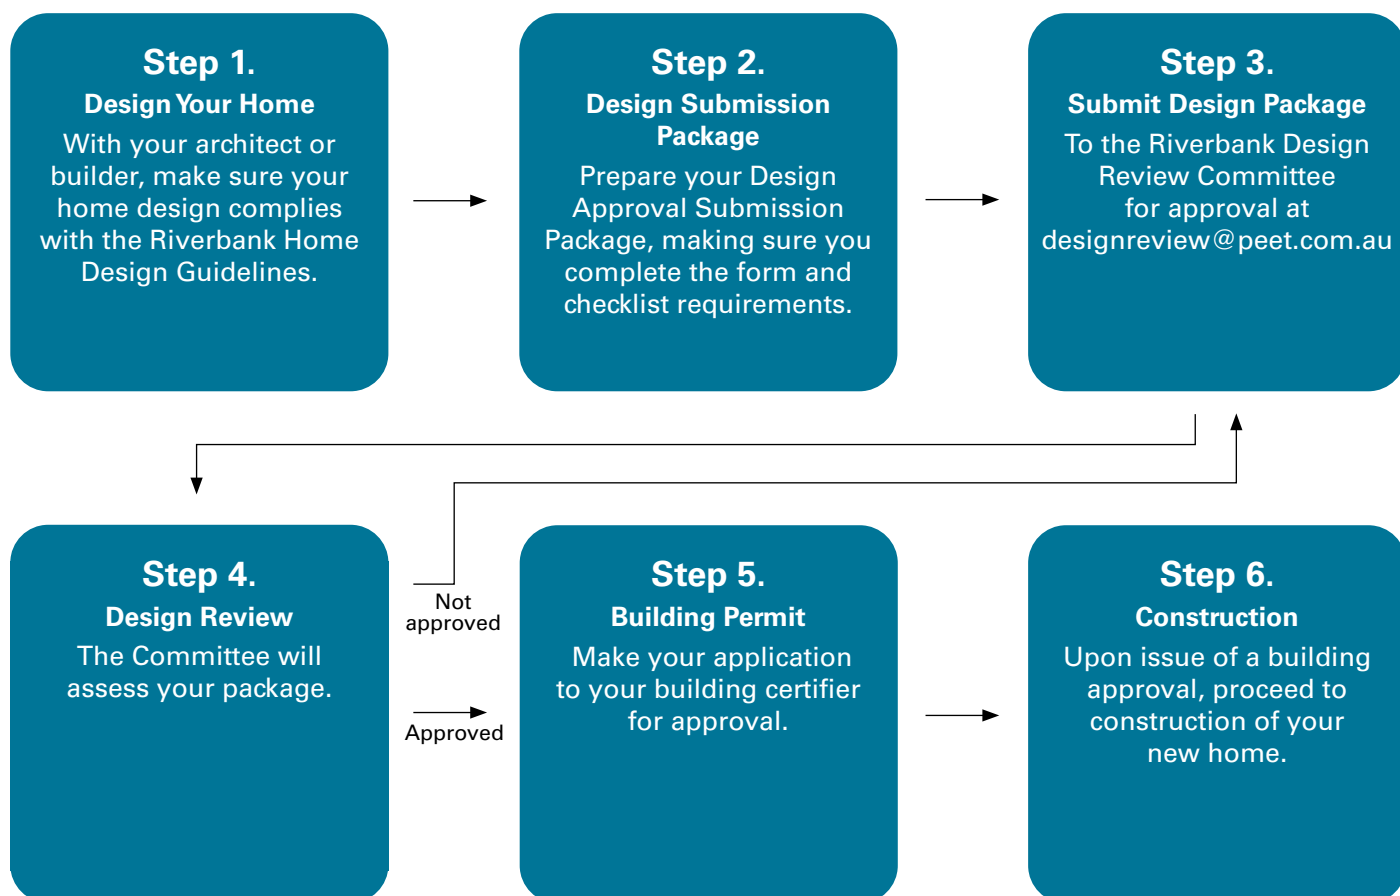 Step 1.
Design Your Home
With your architect or
builder, make sure your
home design complies
with the Riverbank Home
Design Guidelines.
Step 2.
Design Submission
Package
Prepare your Design
Approval Submission
Package, making sure you
complete the form and
checklist requirements.
Step 3.
Submit Design Package
To the Riverbank Design
Review Committee
for approval at
designreview@peet.com.au
Step 4.
Design Review
The Committee will
assess your package.
Not
approved
Approved
Step 5.
Building Permit
Make your application
to your building certifier
for approval.
Step 6.
Construction
Upon issue of a building
approval, proceed to
construction of your
new home.